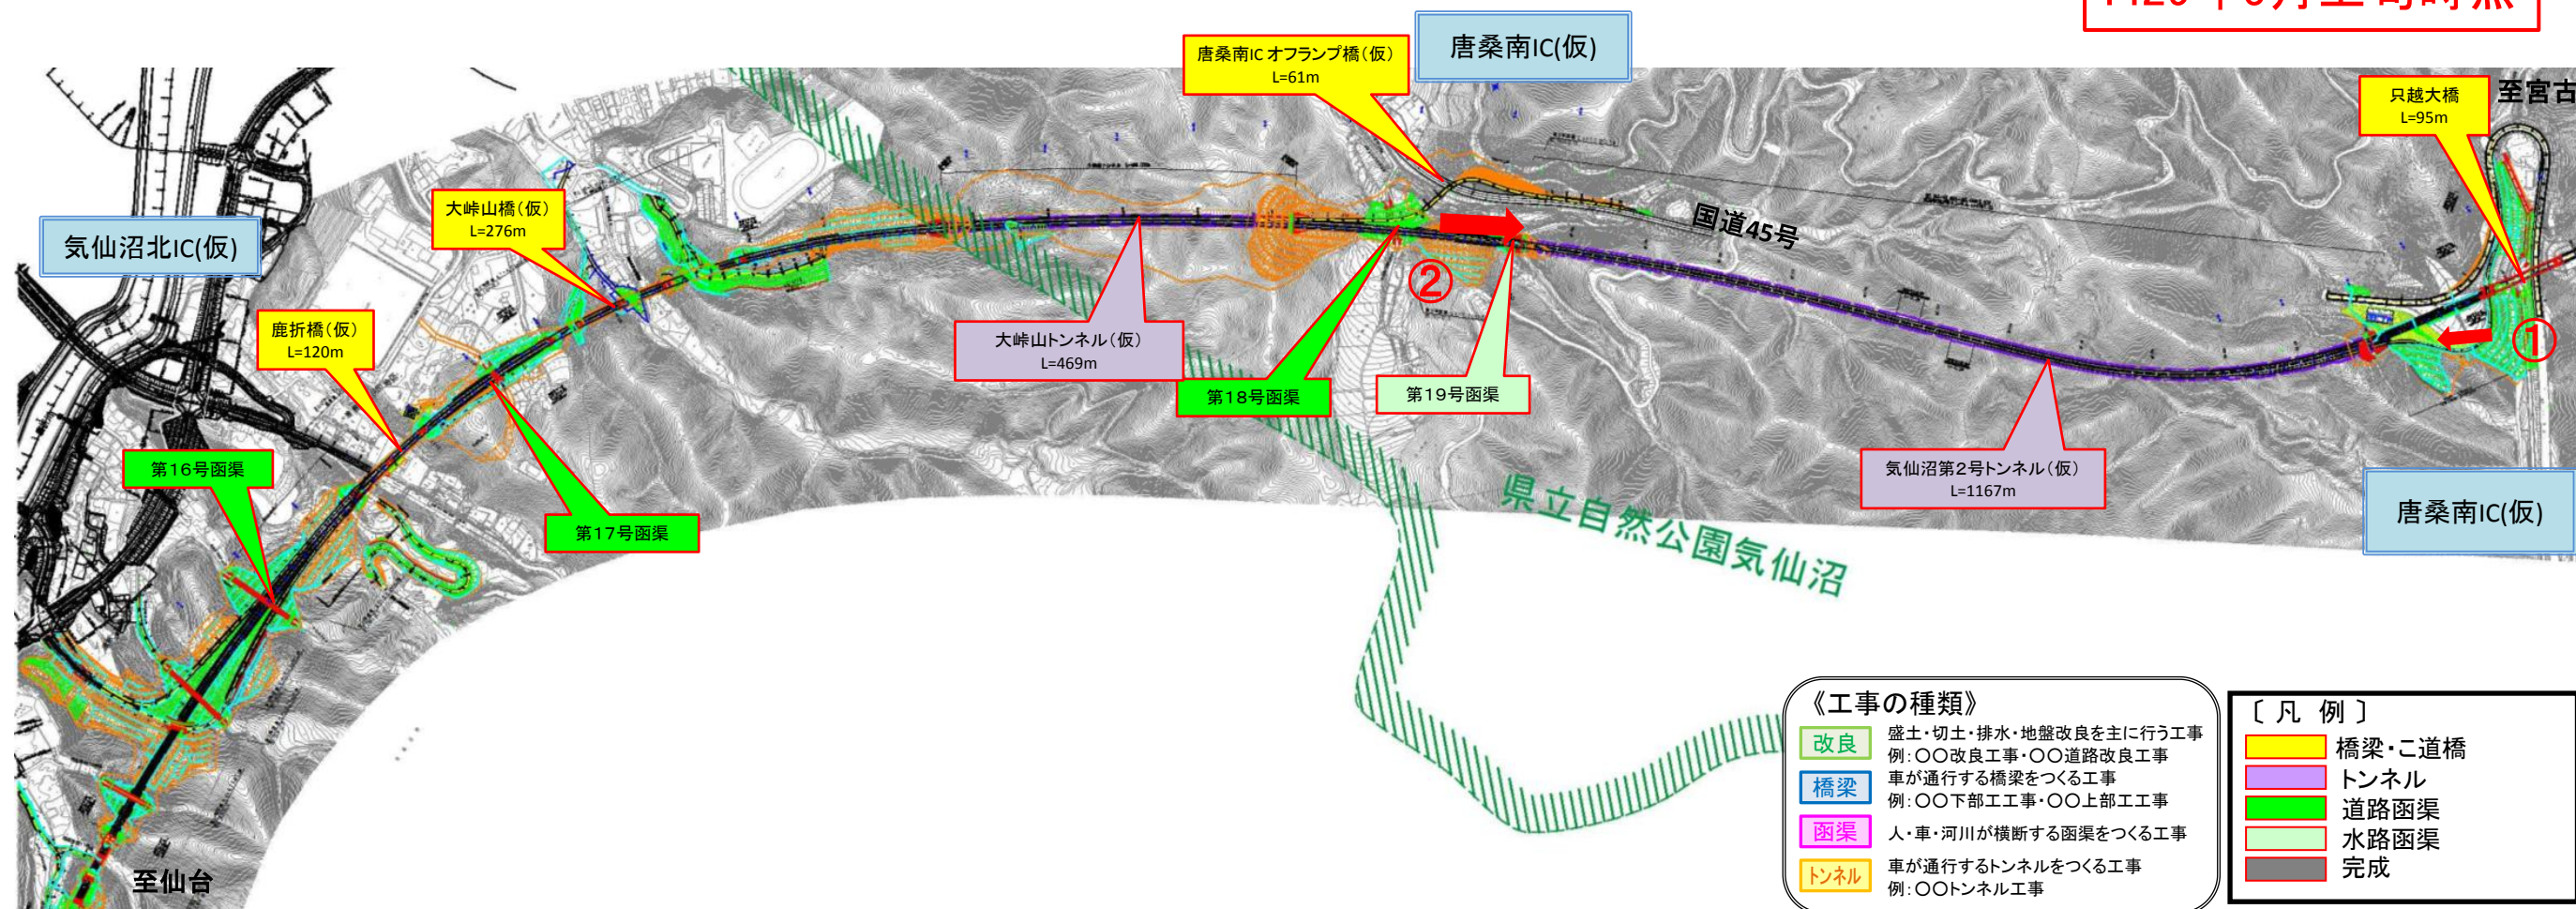 唐桑南IC オフランプ橋(仮)
L=61m
唐桑南IC(仮)
只越大橋
L=95m
至宮古
大峠山橋(仮)
L=276m
気仙沼北IC(仮)
国道45号
②
①
鹿折橋(仮)
L=120m
大峠山トンネル(仮)
L=469m
第18号函渠
第19号函渠
第16号函渠
気仙沼第2号トンネル(仮)
L=1167m
第17号函渠
唐桑南IC(仮)
県立自然公園気仙沼
至仙台
《工事の種類》
改良
盛土・切土・排水・地盤改良を主に行う工事
例:〇〇改良工事・〇〇道路改良工事
橋梁
車が通行する橋梁をつくる工事
例:〇〇下部工工事・〇〇上部工工事
函渠
人・車・河川が横断する函渠をつくる工事
トンネル
車が通行するトンネルをつくる工事
例:〇〇トンネル工事
〔 凡 例 〕
橋梁・こ道橋
トンネル
道路函渠
水路函渠
完成